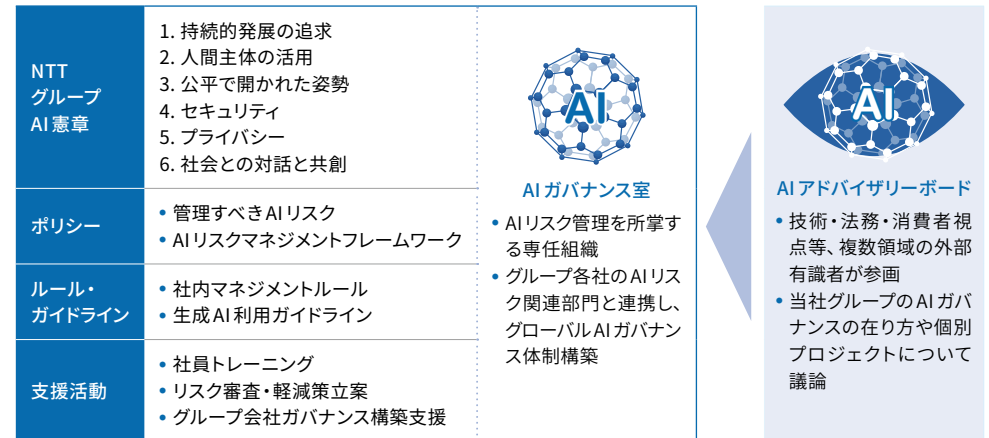 NTT
グループ
AI憲章
1. 持続的発展の追求
2. 人間主体の活用
3. 公平で開かれた姿勢
4. セキュリティ
5. プライバシー
6. 社会との対話と共創
ポリシー
• 管理すべきAIリスク
• AIリスクマネジメントフレームワーク
ルール・
ガイドライン
• 社内マネジメントルール
• 生成AI利用ガイドライン
支援活動
• 社員トレーニング
• リスク審査・軽減策立案
• グループ会社ガバナンス構築支援
AI
AIガバナンス室
• AIリスク管理を所掌す
る専任組織
• グループ各社のAIリス
ク関連部門と連携し、
グローバルAIガバナン
ス体制構築
AI
AIアドバイザリーボード
• 技術・法務・消費者視
点等、複数領域の外部
有識者が参画
• 当社グループのAIガバ
ナンスの在り方や個別
プロジェクトについて
議論